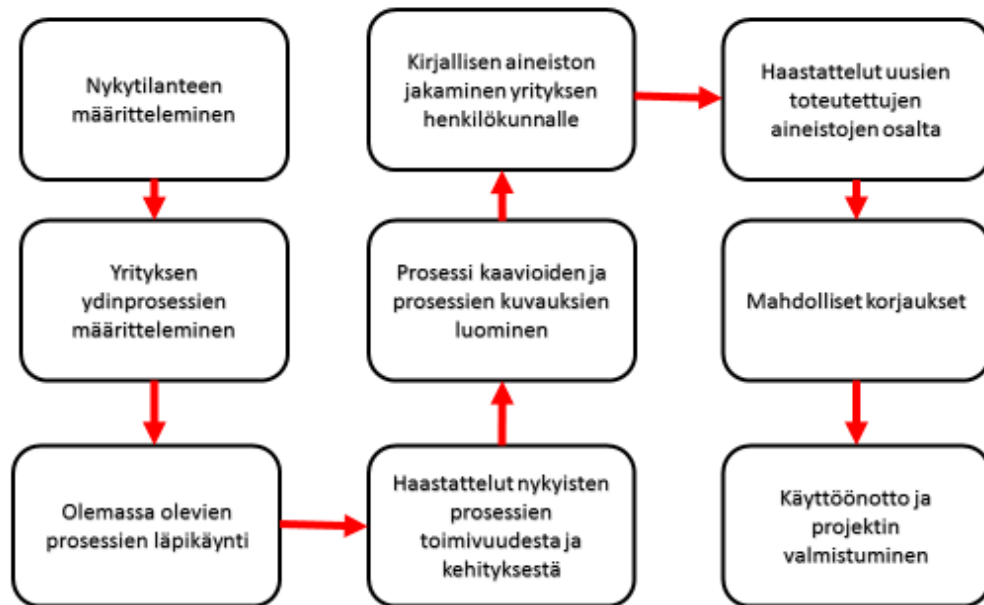 Nykytilanteen
määritteleminen
Yrityksen
ydinprosessien
määritteleminen
Olemassa olevien
prosessien läpikäynti
Haastattelut nykyisten
prosessien
toimivuudesta ja
kehityksestä
Prosessi kaavioiden ja
prosessien kuvauksien
luominen
Kirjallisen aineiston
jakaminen yrityksen
henkilökunnalle
Haastattelut uusien
toteutettujen
aineistojen osalta
Mahdolliset korjaukset
Käyttöönotto ja
projektin
valmistuminen